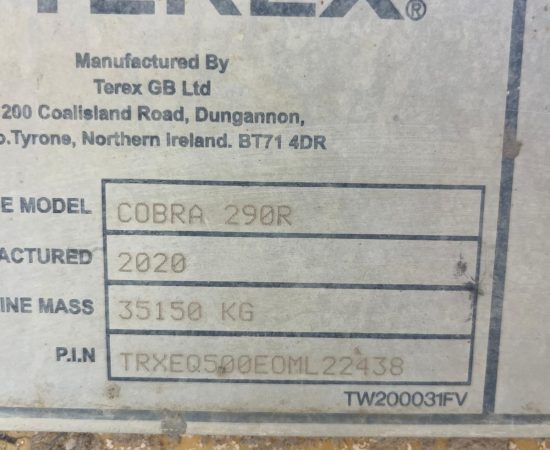 TEREX®
Manufactured By
Terex GB Ltd
200 Coalisland Road, Dungannon,
o.Tyrone, Northern Ireland. BT71 4DR
E MODEL COBRA 290R
ACTURED 2020
INE MASS 35150 KG
P.I.N TRXEQ500EOML22438
TW200031FV